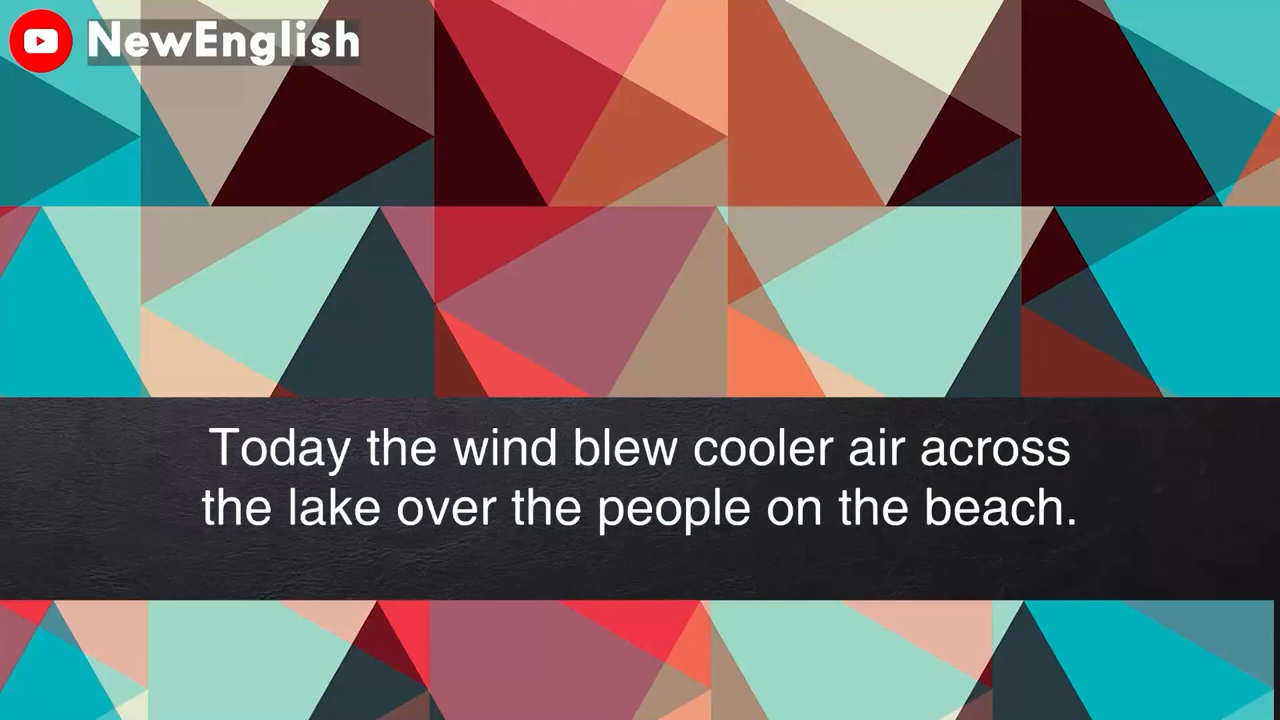 NewEnglish
Today the wind blew cooler air across
the lake over the people on the beach.